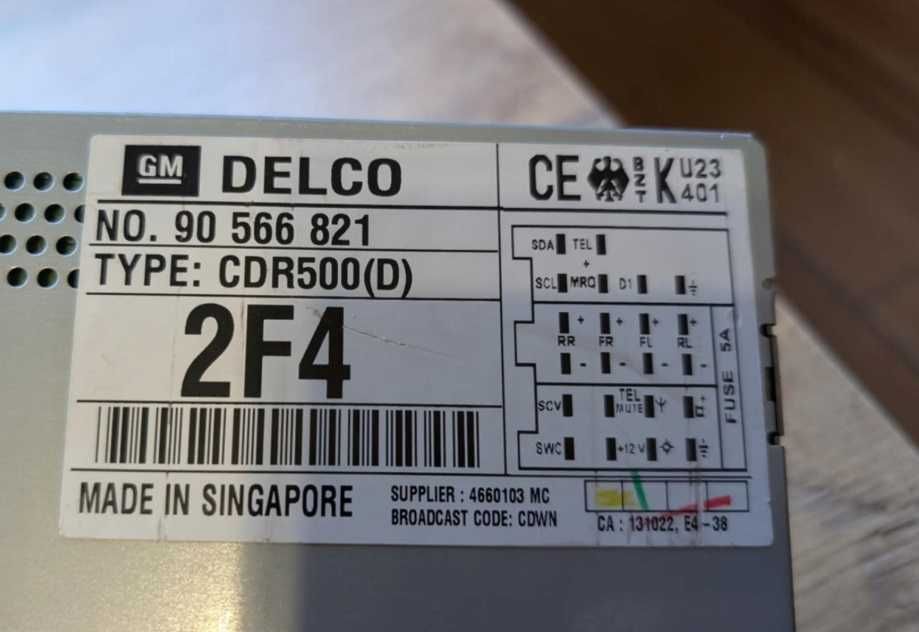 GM DELCO
CE BZT K U23 401
NO. 90 566 821
TYPE: CDR500(D)
2F4
SDA TEL
+
SCL MRQ D1
+ + + +
RR FR FL RL
- - - -
FUSE 5A
SCV TEL MUTE
SWC +12 V
MADE IN SINGAPORE
SUPPLIER : 4660103 MC
BROADCAST CODE: CDWN
CA : 131022, E4-38